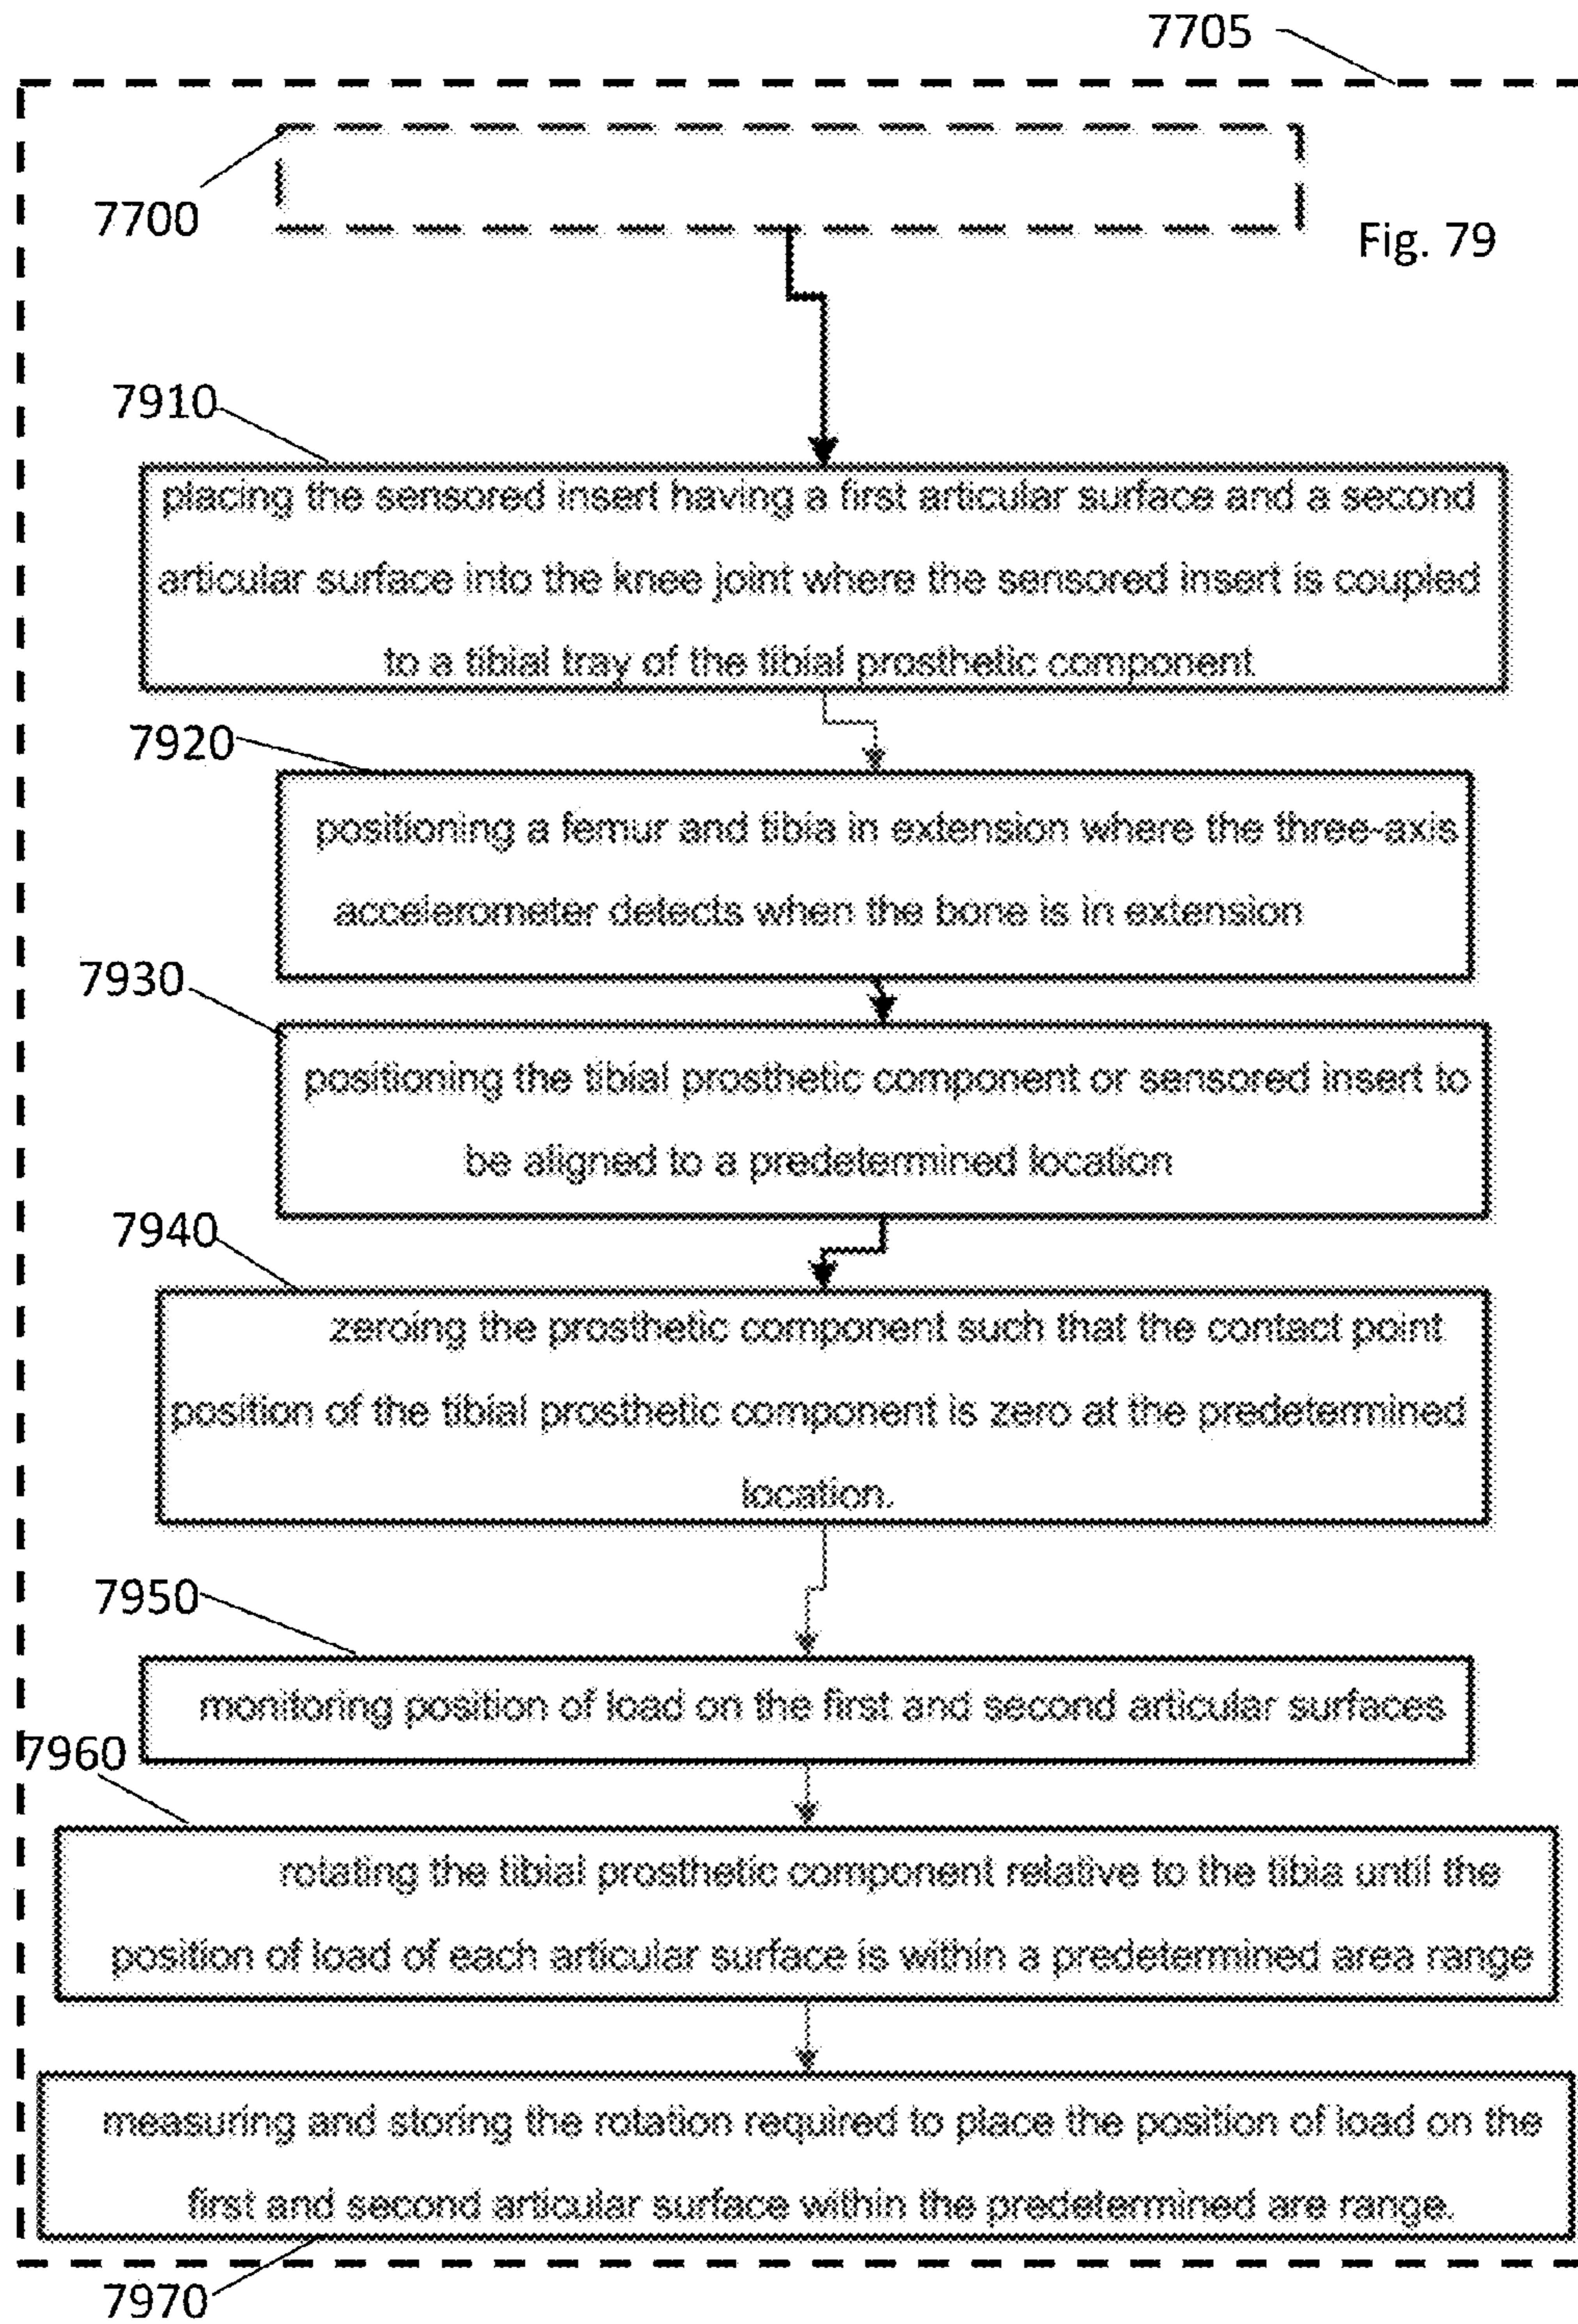 7705
7700
Fig. 79
7910
placing the sensored insert having a first articular surface and a second
articular surface into the knee joint where the sensored insert is coupled
to a tibial tray of the tibial prosthetic component
7920
positioning a femur and tibia in extension where the three-axis
accelerometer detects when the bone is in extension
7930
positioning the tibial prosthetic component or sensored insert to
be aligned to a predetermined location
7940
zeroing the prosthetic component such that the contact point
position of the tibial prosthetic component is zero at the predetermined
location.
7950
monitoring position of load on the first and second articular surfaces
7960
rotating the tibial prosthetic component relative to the tibia until the
position of load of each articular surface is within a predetermined area range
measuring and storing the rotation required to place the position of load on the
first and second articular surface within the predetermined are range.
7970